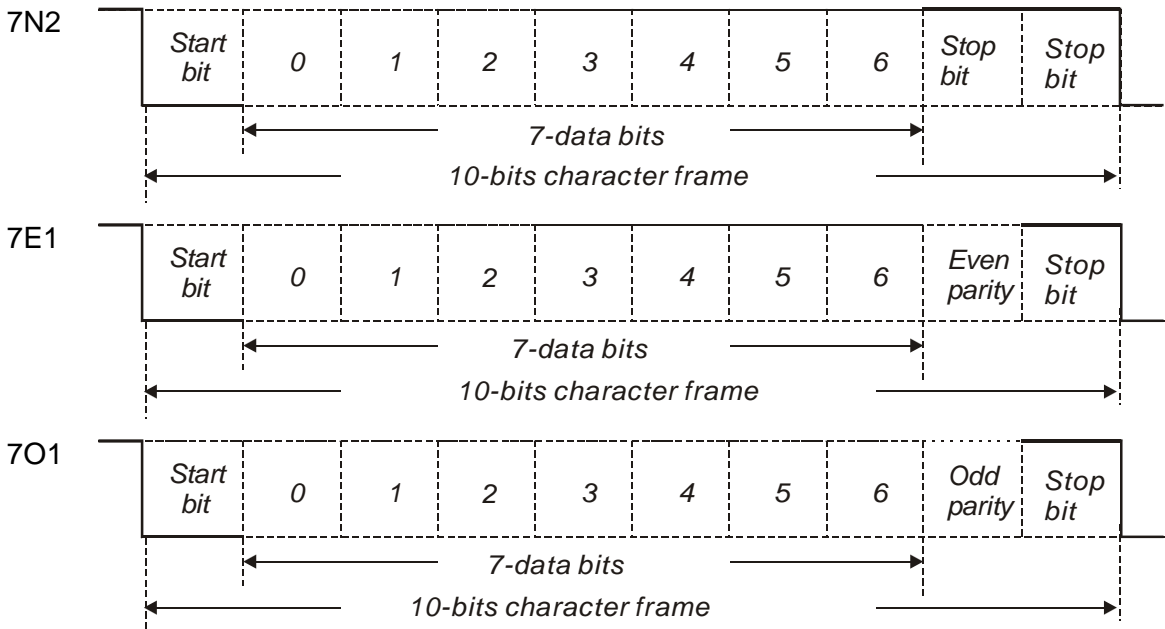 7N2
Start bit 0 1 2 3 4 5 6 Stop bit Stop bit
7-data bits
10-bits character frame
7E1
Start bit 0 1 2 3 4 5 6 Even parity Stop bit
7-data bits
10-bits character frame
7O1
Start bit 0 1 2 3 4 5 6 Odd parity Stop bit
7-data bits
10-bits character frame